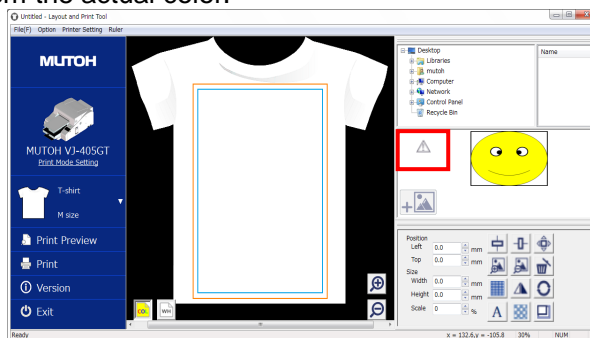 from the actual color.
Untitled - Layout and Print Tool
File(F) Option Printer Setting Ruler
MUTOH
MUTOH VJ-405GT
Print Mode Setting
T-shirt
M size
Print Preview
Print
Version
Exit
COL
WH
Desktop
Libraries
mutoh
Computer
Network
Control Panel
Recycle Bin
Name
Position
Left 0.0 mm
Top 0.0 mm
Size
Width 0.0 mm
Height 0.0 mm
Scale 0 %
A
Ready
x = 132.6,y = -105.8 30% NUM